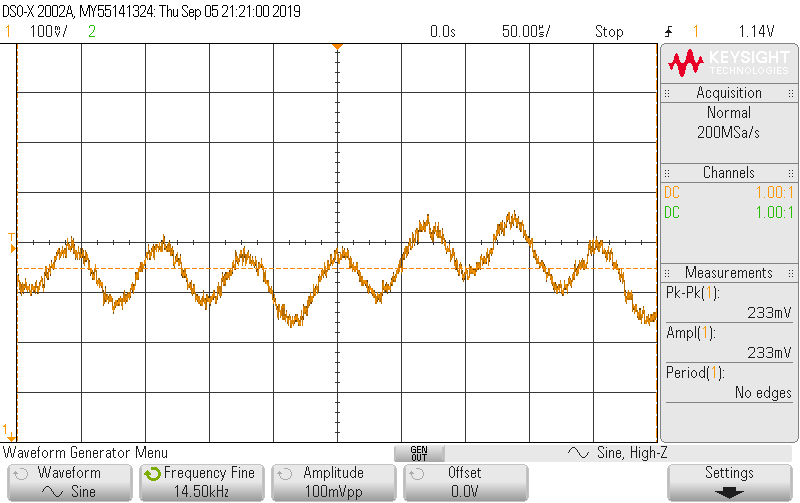 DSO-X 2002A, MY55141324: Thu Sep 05 21:21:00 2019
1 100mV/ 2 0.0s 50.00us/ Stop 1 1.14V
KEYSIGHT
TECHNOLOGIES
Acquisition
Normal
200MSa/s
Channels
DC 1.00:1
DC 1.00:1
Measurements
Pk-Pk(1):
233mV
Ampl(1):
233mV
Period(1):
No edges
T
1
Waveform Generator Menu
GEN
OUT
Sine, High-Z
Waveform
Sine
Frequency Fine
14.50kHz
Amplitude
100mVpp
Offset
0.0V
Settings